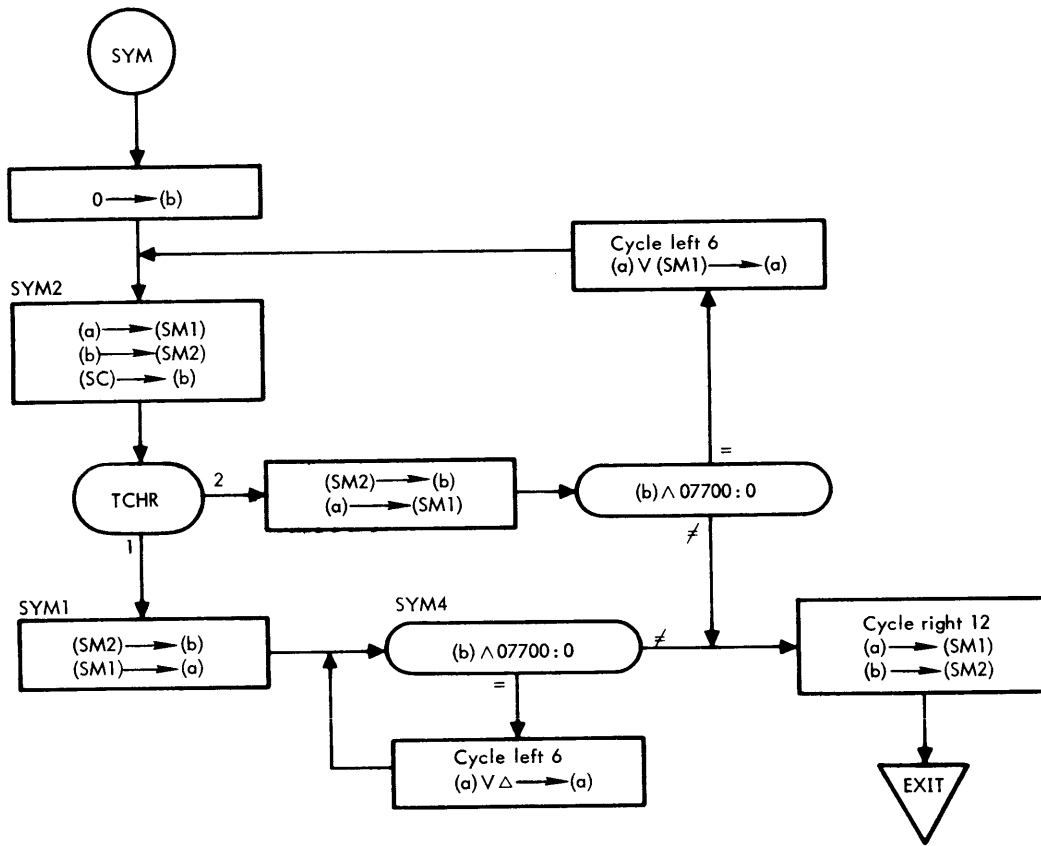 SYM
0 → (b)
Cycle left 6
(a) V (SM1) → (a)
SYM2
(a) → (SM1)
(b) → (SM2)
(SC) → (b)
TCHR
2
(SM2) → (b)
(a) → (SM1)
=
(b) ∧ 07700 : 0
≠
1
SYM1
(SM2) → (b)
(SM1) → (a)
SYM4
(b) ∧ 07700 : 0
≠
=
Cycle left 6
(a) V △ → (a)
Cycle right 12
(a) → (SM1)
(b) → (SM2)
EXIT